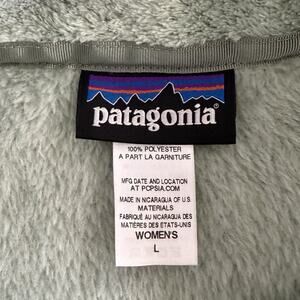 patagonia®
100% POLYESTER
A PART LA GARNITURE
MFG DATE AND LOCATION
AT PCPSIA.COM
MADE IN NICARAGUA OF U.S.
MATERIALS
FABRIQUÉ AU NICARAGUA DES
MATIÈRES DES ÉTATS-UNIS
WOMEN'S
L